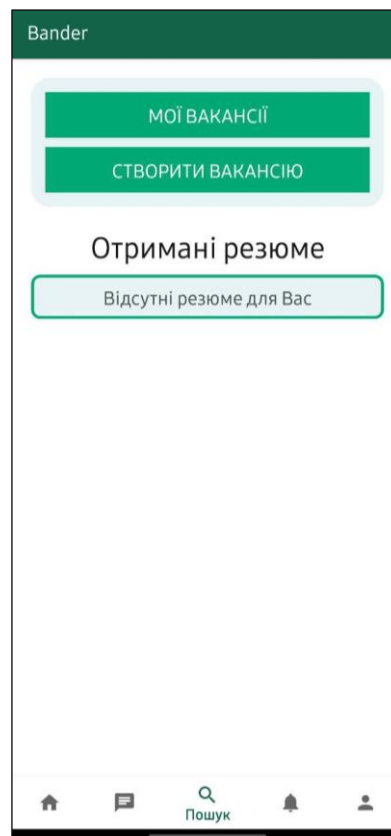 Bander
МОЇ ВАКАНСІЇ
СТВОРИТИ ВАКАНСІЮ
Отримані резюме
Відсутні резюме для Вас
Пошук